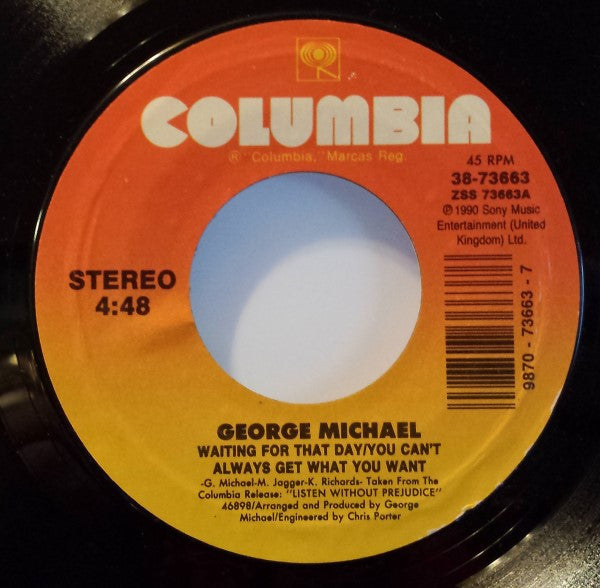 COLUMBIA
® "Columbia," Marcas Reg.
45 RPM
38-73663
ZSS 73663A
℗ 1990 Sony Music
Entertainment (United
Kingdom) Ltd.
STEREO
4:48
9870 - 73663 - 7
GEORGE MICHAEL
WAITING FOR THAT DAY/YOU CAN'T
ALWAYS GET WHAT YOU WANT
-G. Michael-M. Jagger-K. Richards- Taken From The
Columbia Release: "LISTEN WITHOUT PREJUDICE"
46898/Arranged and Produced by George
Michael/Engineered by Chris Porter